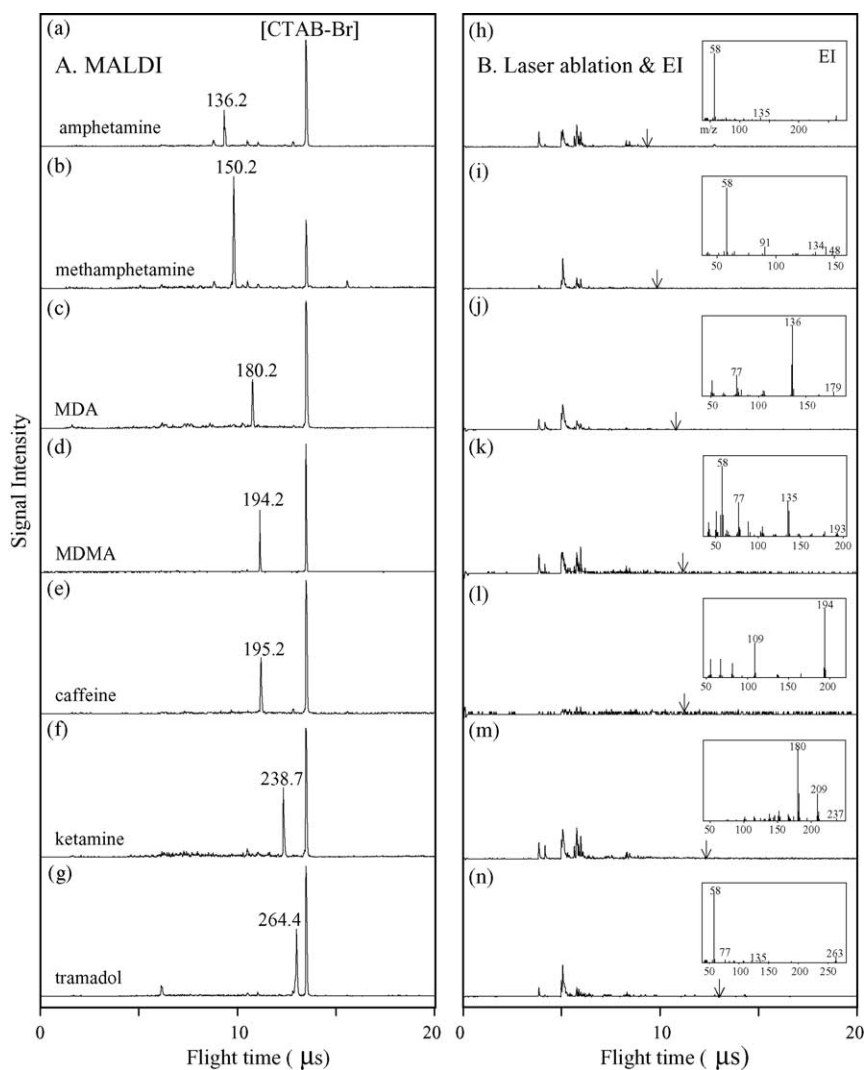 (a)
[CTAB-Br]
A. MALDI
136.2
amphetamine
(b)
150.2
methamphetamine
(c)
180.2
MDA
(d)
194.2
MDMA
(e)
195.2
caffeine
(f)
238.7
ketamine
(g)
264.4
tramadol
Signal Intensity
0 10 20
Flight time ( μs)
(h)
B. Laser ablation & EI
58
EI
135
m/z 100 200
(i)
58
91
134
148
50 100 150
(j)
136
77
179
50 100 150
(k)
58
77
135
193
50 100 150 200
(l)
194
109
50 100 150 200
(m)
180
209
237
50 100 150 200
(n)
58
77
135
263
50 100 150 200 250
0 10 20
Flight time ( μs)